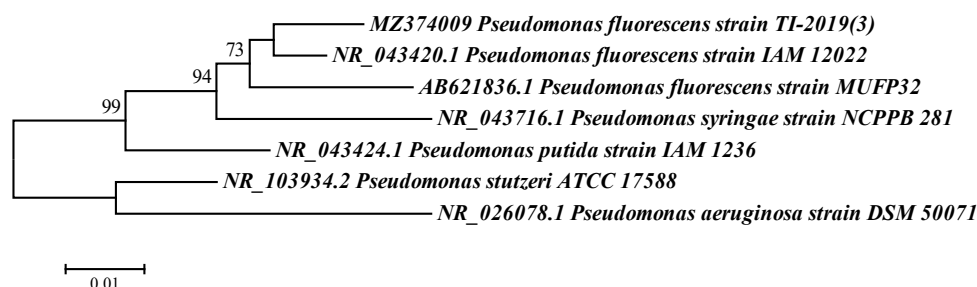 MZ374009 Pseudomonas fluorescens strain TI-2019(3)
73
NR_043420.1 Pseudomonas fluorescens strain IAM 12022
94
AB621836.1 Pseudomonas fluorescens strain MUFP32
99
NR_043716.1 Pseudomonas syringae strain NCPPB 281
NR_043424.1 Pseudomonas putida strain IAM 1236
NR_103934.2 Pseudomonas stutzeri ATCC 17588
NR_026078.1 Pseudomonas aeruginosa strain DSM 50071
0.01